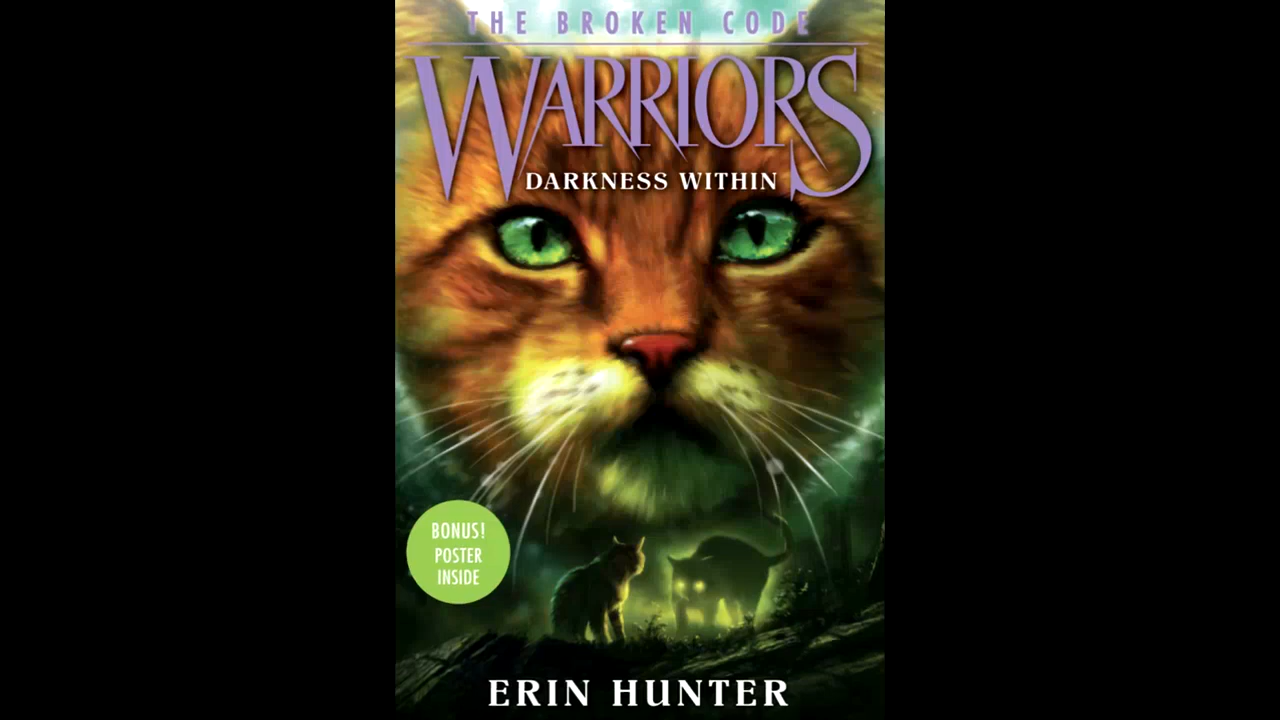 THE BROKEN CODE
WARRIORS
DARKNESS WITHIN
BONUS!
POSTER
INSIDE
ERIN HUNTER